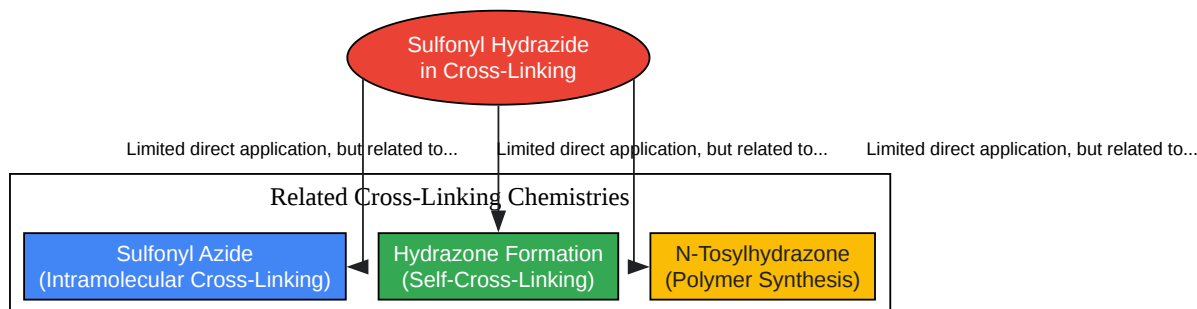 Sulfonyl Hydrazide
in Cross-Linking
Limited direct application, but related to...
Limited direct application, but related to...
Limited direct application, but related to...
Related Cross-Linking Chemistries
Sulfonyl Azide
(Intramolecular Cross-Linking)
Hydrazone Formation
(Self-Cross-Linking)
N-Tosylhydrazone
(Polymer Synthesis)